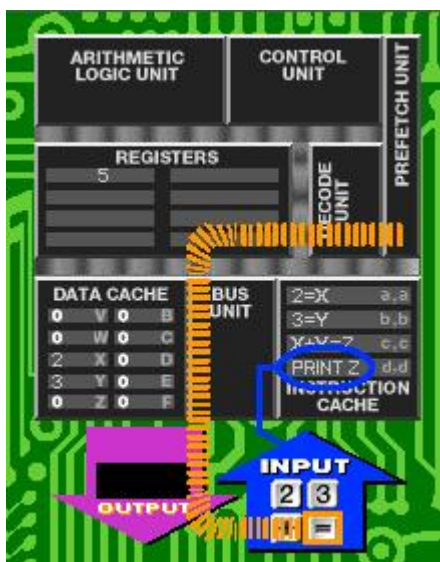 ARITHMETIC
LOGIC UNIT
CONTROL
UNIT
PREFETCH UNIT
REGISTERS
5
DECODE
UNIT
DATA CACHE
0 V 0 B
0 W 0 C
2 X 0 D
3 Y 0 E
0 Z 0 F
BUS
UNIT
2=X a.a
3=Y b.b
X+Y=Z c.c
PRINT Z d.d
INSTRUCTION
CACHE
OUTPUT
INPUT
2 3
+ =